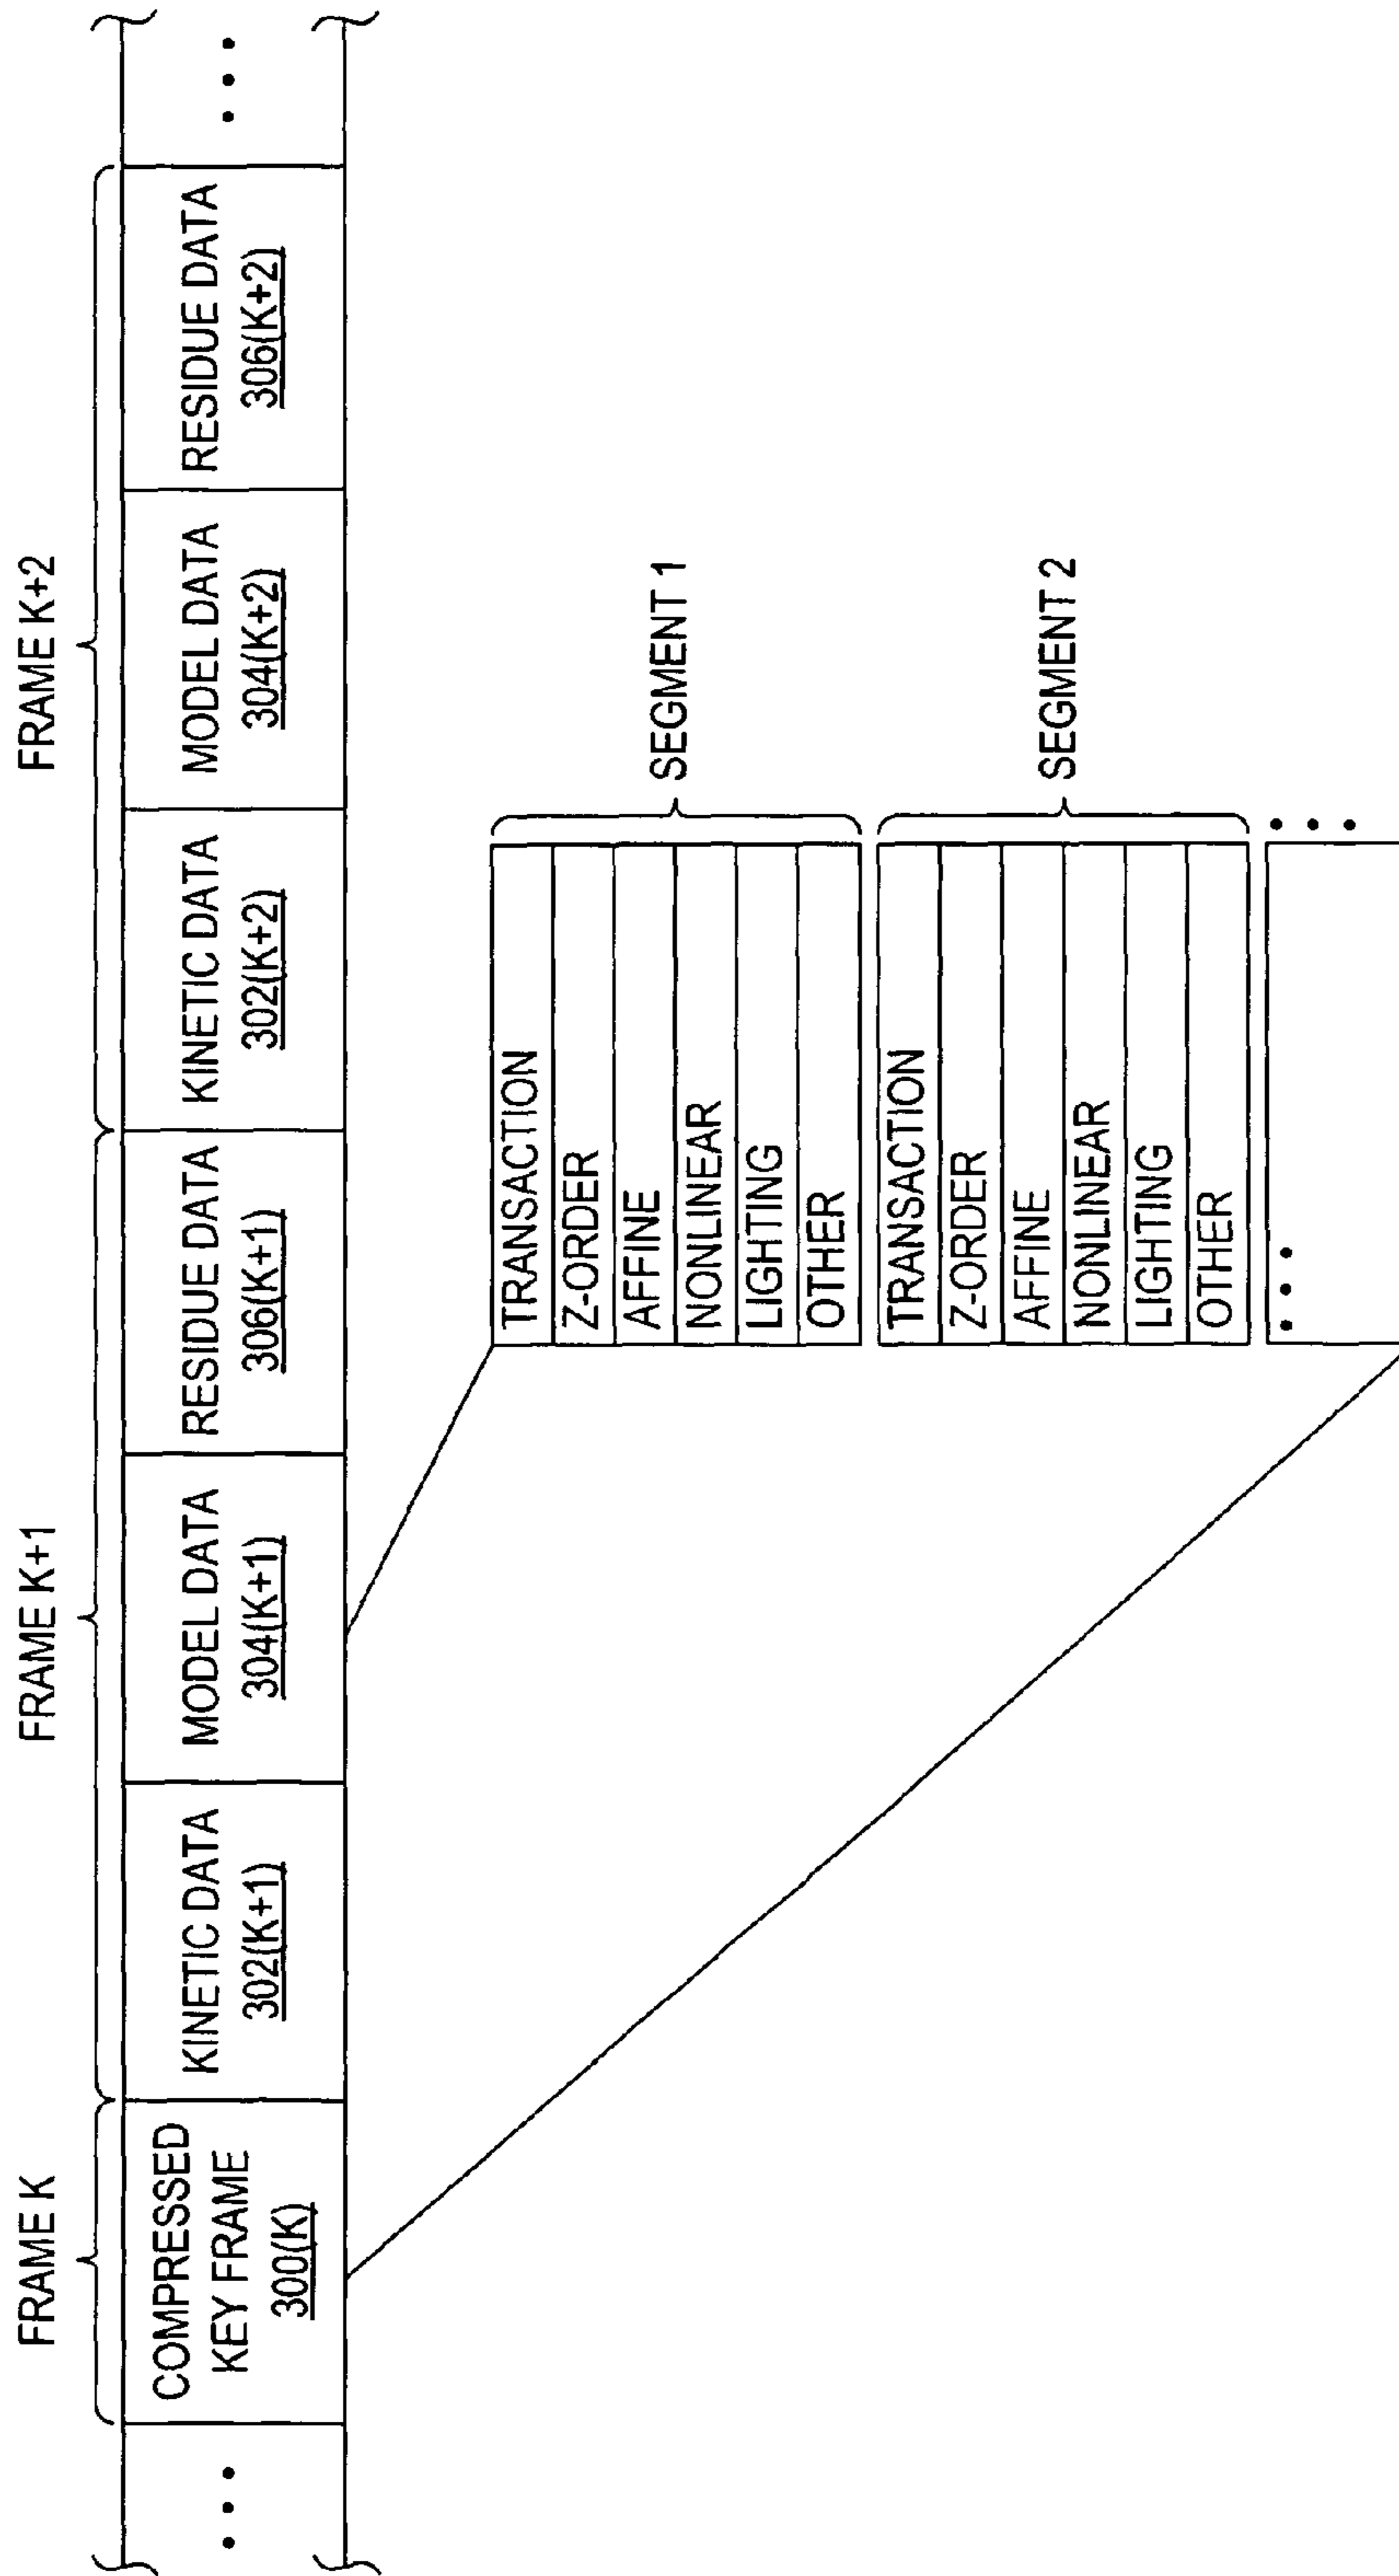 FRAME K
FRAME K+1
FRAME K+2
COMPRESSED
KEY FRAME
300(K)
KINETIC DATA
302(K+1)
MODEL DATA
304(K+1)
RESIDUE DATA
306(K+1)
KINETIC DATA
302(K+2)
MODEL DATA
304(K+2)
RESIDUE DATA
306(K+2)
TRANSACTION
Z-ORDER
AFFINE
NONLINEAR
LIGHTING
OTHER
SEGMENT 1
TRANSACTION
Z-ORDER
AFFINE
NONLINEAR
LIGHTING
OTHER
SEGMENT 2